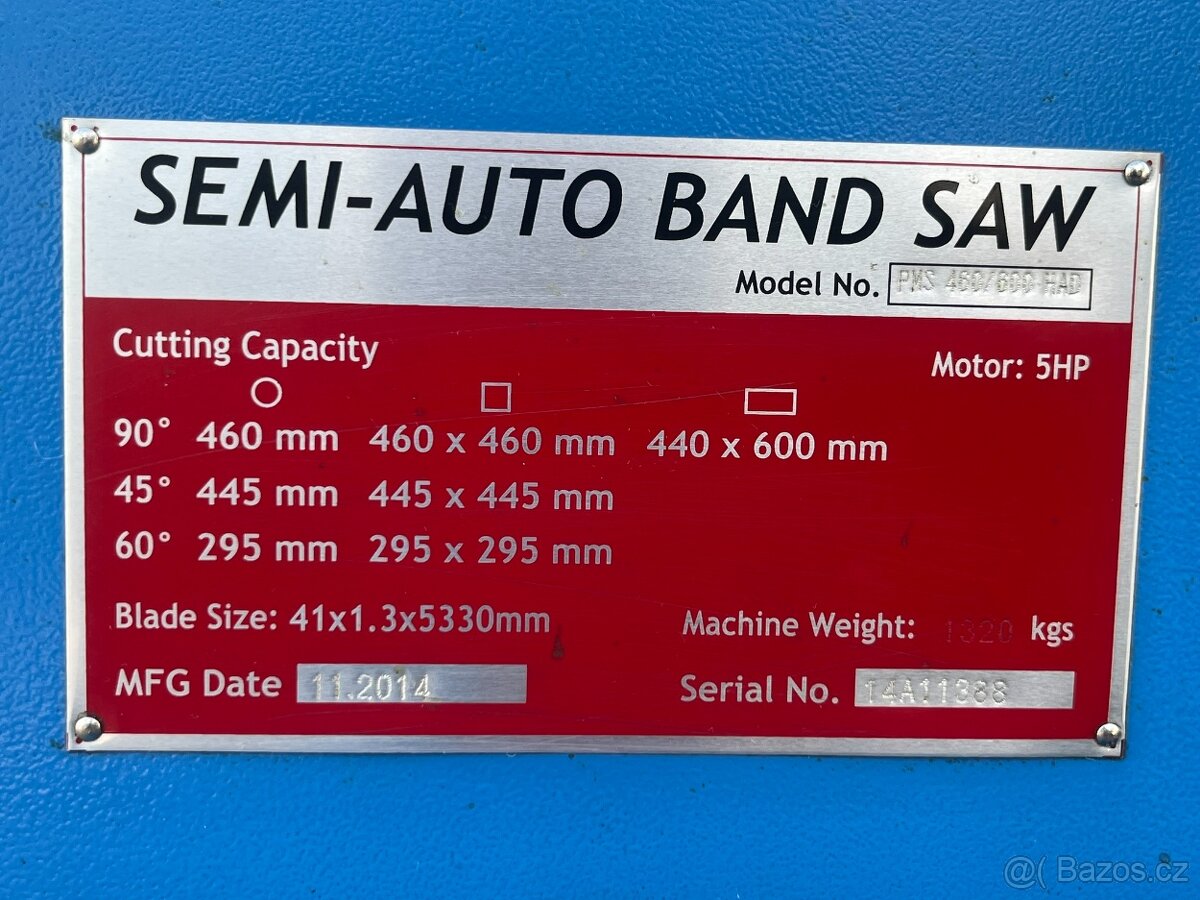 SEMI-AUTO BAND SAW
Model No. PMS 460/600 HAD
Cutting Capacity
Motor: 5HP
90° 460 mm 460 x 460 mm 440 x 600 mm
45° 445 mm 445 x 445 mm
60° 295 mm 295 x 295 mm
Blade Size: 41x1.3x5330mm
Machine Weight: 1320 kgs
MFG Date 11.2014
Serial No. 14A11388
@( Bazos.cz